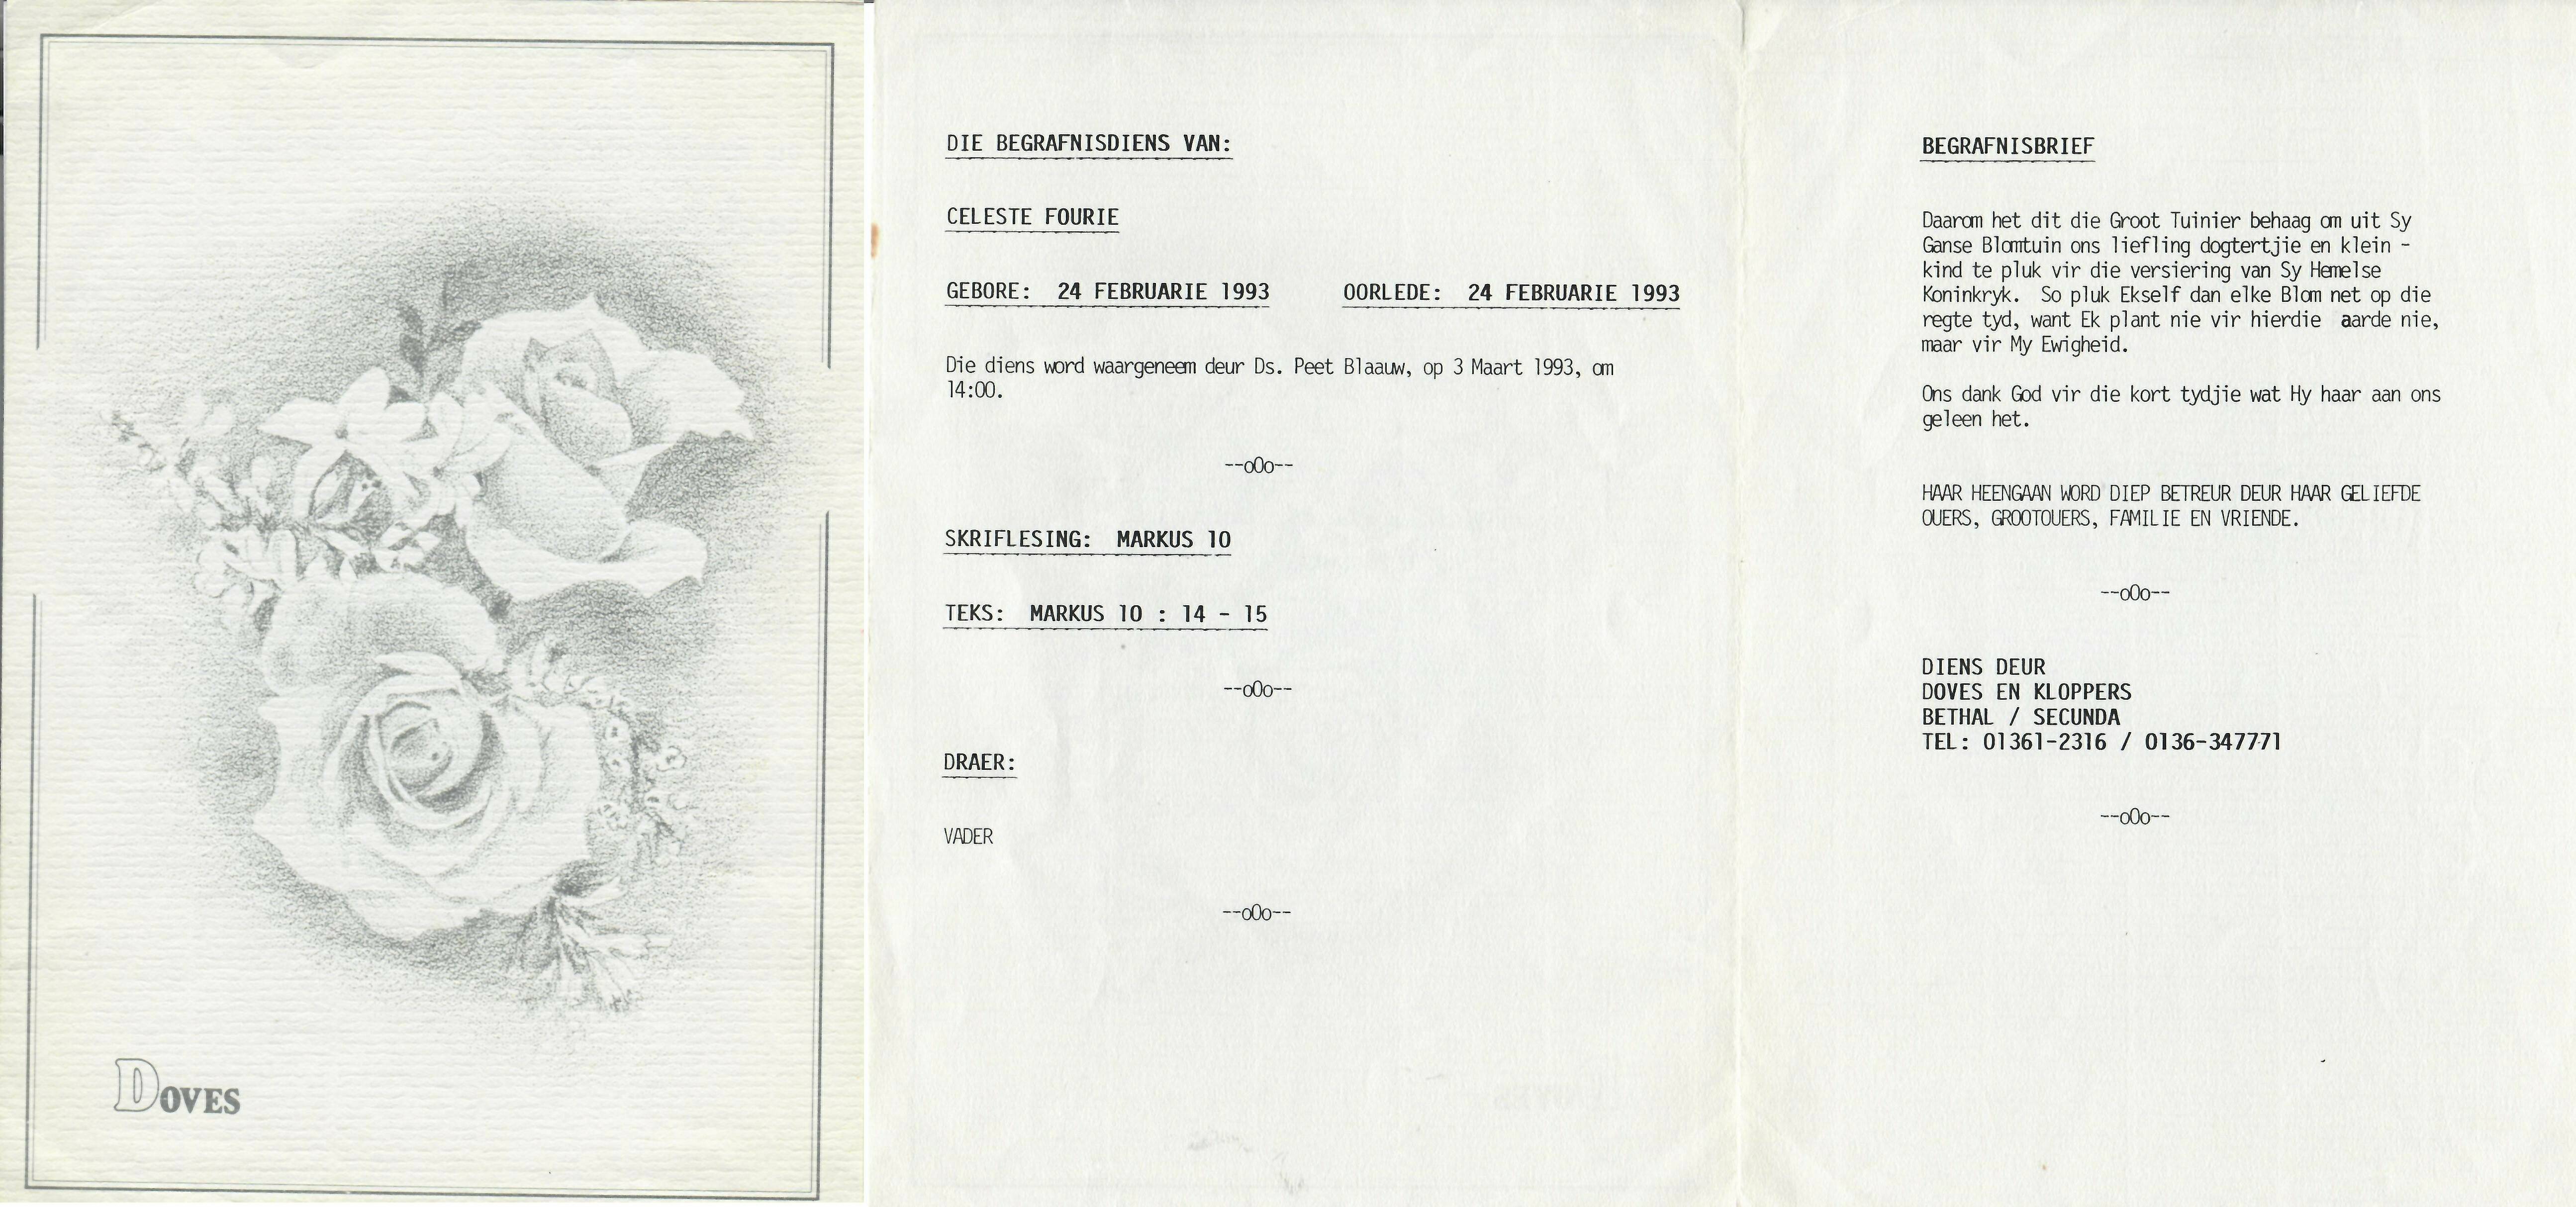 DOVES
DIE BEGRAFNISDIENS VAN:
CELESTE FOURIE
GEBORE: 24 FEBRUARIE 1993 OORLEDE: 24 FEBRUARIE 1993
Die diens word waargeneem deur Ds. Peet Blaauw, op 3 Maart 1993, om
14:00.
--oOo--
SKRIFLESING: MARKUS 10
TEKS: MARKUS 10 : 14 - 15
--oOo--
DRAER:
VADER
--oOo--
BEGRAFNISBRIEF
Daarom het dit die Groot Tuinier behaag om uit Sy
Ganse Blomtuin ons liefling dogtertjie en klein -
kind te pluk vir die versiering van Sy Hemelse
Koninkryk. So pluk Ekself dan elke Blom net op die
regte tyd, want Ek plant nie vir hierdie aarde nie,
maar vir My Ewigheid.
Ons dank God vir die kort tydjie wat Hy haar aan ons
geleen het.
HAAR HEENGAAN WORD DIEP BETREUR DEUR HAAR GELIEFDE
OUERS, GROOTOUERS, FAMILIE EN VRIENDE.
--oOo--
DIENS DEUR
DOVES EN KLOPPERS
BETHAL / SECUNDA
TEL: 01361-2316 / 0136-347771
--oOo--